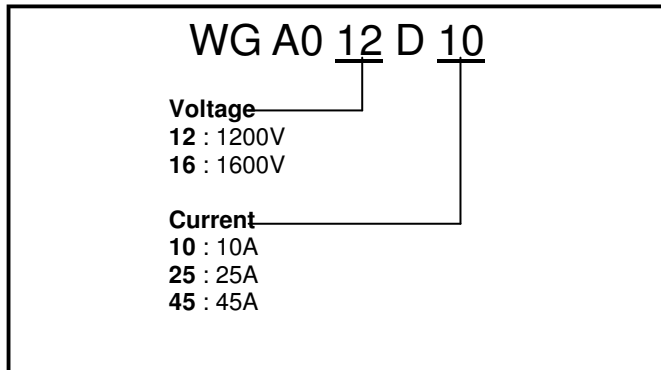 WG A0 12 D 10
Voltage
12 : 1200V
16 : 1600V
Current
10 : 10A
25 : 25A
45 : 45A